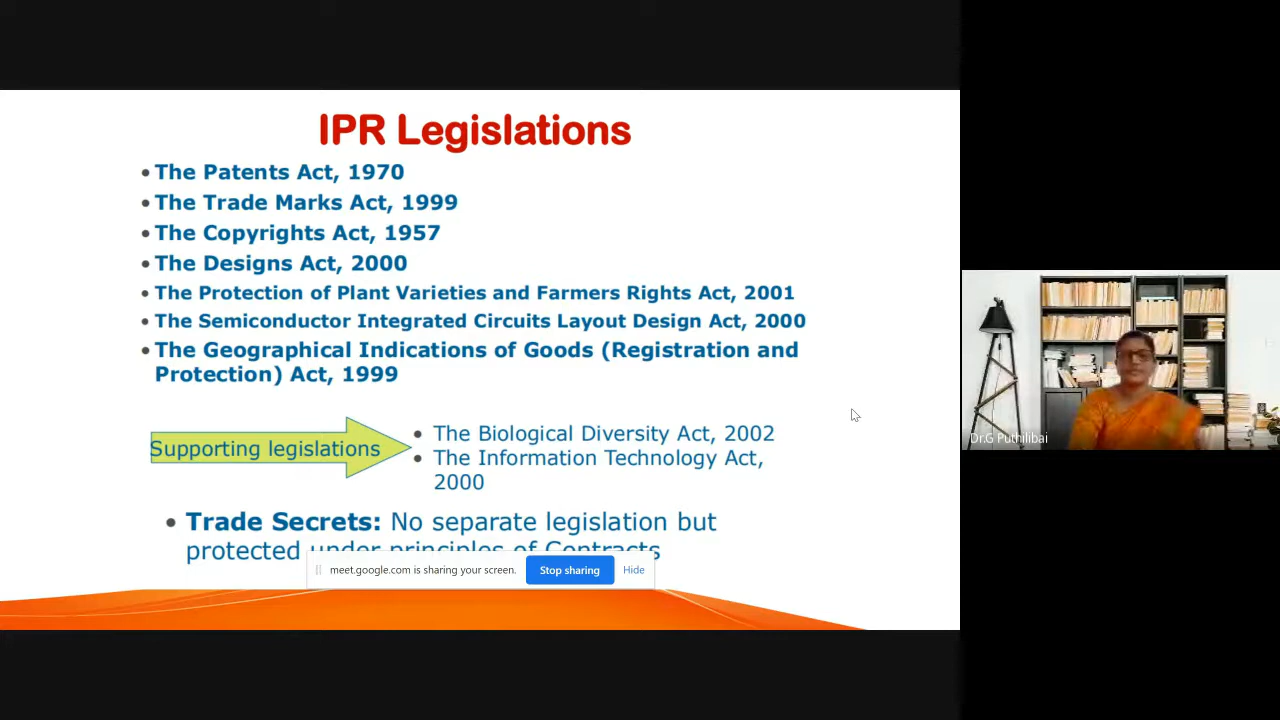 IPR Legislations
•The Patents Act, 1970
•The Trade Marks Act, 1999
•The Copyrights Act, 1957
•The Designs Act, 2000
•The Protection of Plant Varieties and Farmers Rights Act, 2001
•The Semiconductor Integrated Circuits Layout Design Act, 2000
•The Geographical Indications of Goods (Registration and
Protection) Act, 1999
Supporting legislations
• The Biological Diversity Act, 2002
• The Information Technology Act,
2000
• Trade Secrets: No separate legislation but
protected under principles of Contracts
meet.google.com is sharing your screen.
Stop sharing
Hide
Dr.G Puthilibai